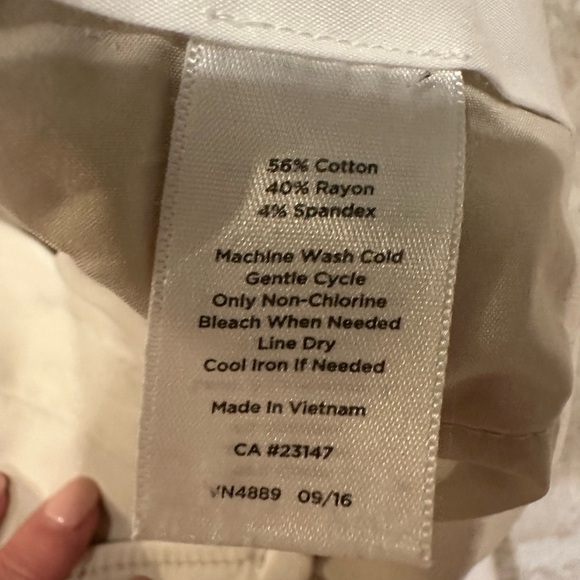 56% Cotton
40% Rayon
4% Spandex
Machine Wash Cold
Gentle Cycle
Only Non-Chlorine
Bleach When Needed
Line Dry
Cool Iron If Needed
Made In Vietnam
CA #23147
VN4889 09/16